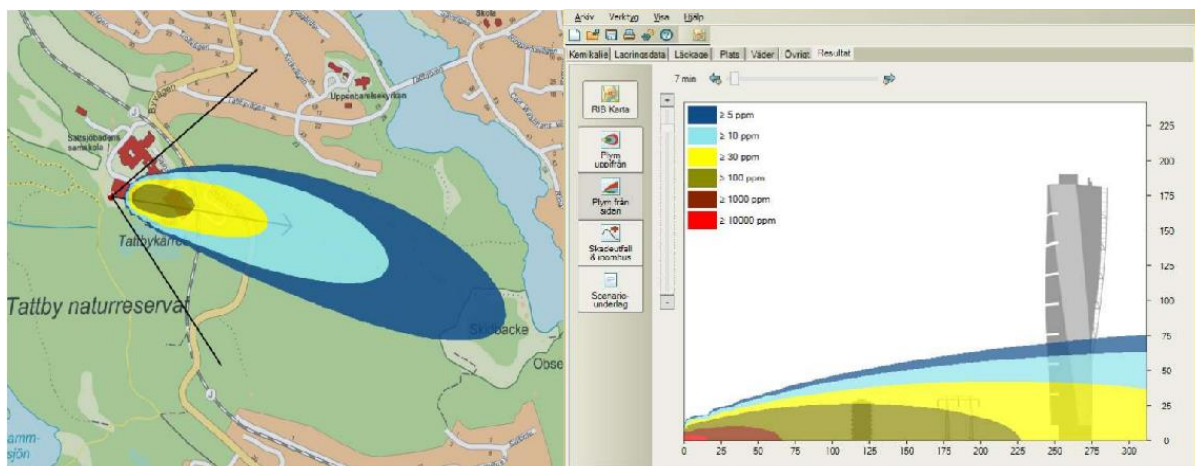 Skola
Byvägen
Uppenbarelsekyrkan
Saltsjöbadens
samskola
Tattbykärret
Tattby naturreservat
Skidbacke
Obse
J
J
amm-
sjön
Arkiv Verktyg Visa Hjälp
Kemikalie Lagringsdata Läckage Plats Väder Övrigt Resultat
7 min
RIB Karta
Plym
uppifrån
Plym från
sidan
Skadeutfall
& inomhus
Scenario-
underlag
≥ 5 ppm
≥ 10 ppm
≥ 30 ppm
≥ 100 ppm
≥ 1000 ppm
≥ 10000 ppm
225
200
175
150
125
100
75
50
25
0
0 25 50 75 100 125 150 175 200 225 250 275 300